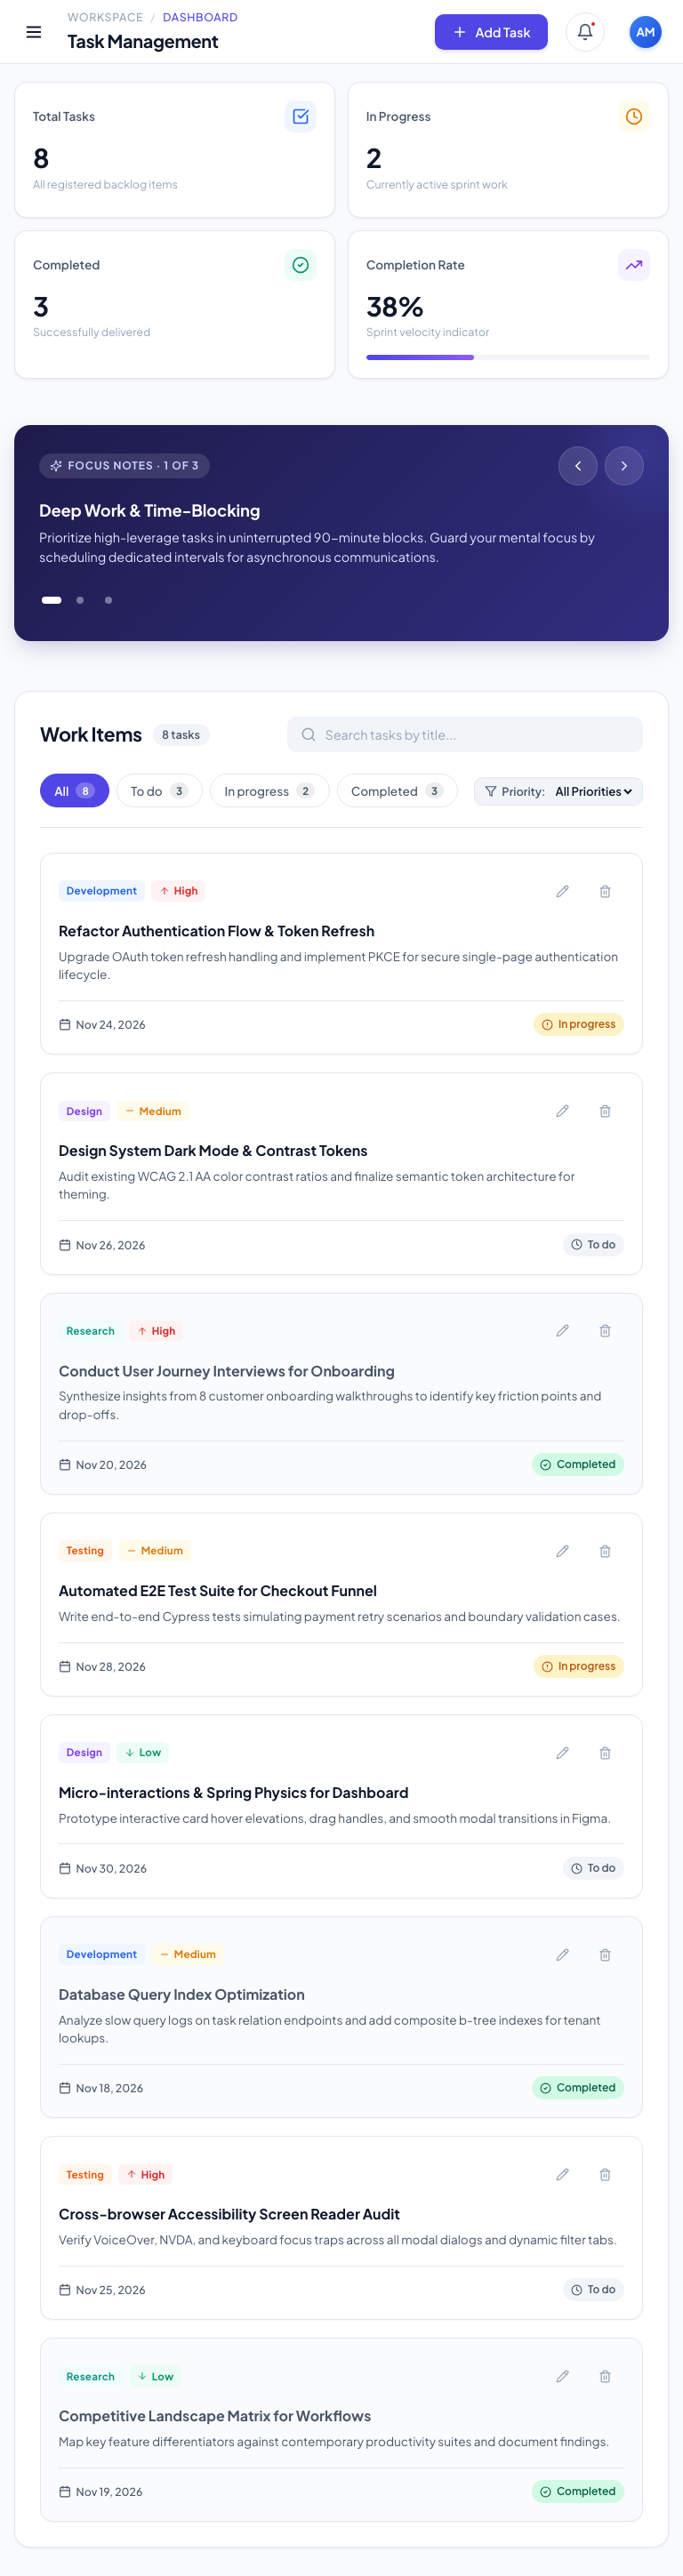 WORKSPACE / DASHBOARD
Task Management
Add Task
AM
Total Tasks
8
All registered backlog items
In Progress
2
Currently active sprint work
Completed
3
Successfully delivered
Completion Rate
38%
Sprint velocity indicator
FOCUS NOTES · 1 OF 3
Deep Work & Time-Blocking
Prioritize high-leverage tasks in uninterrupted 90-minute blocks. Guard your mental focus by
scheduling dedicated intervals for asynchronous communications.
Work Items 8 tasks
Search tasks by title...
All 8 To do 3 In progress 2 Completed 3 Priority: All Priorities
Development High
Refactor Authentication Flow & Token Refresh
Upgrade OAuth token refresh handling and implement PKCE for secure single-page authentication
lifecycle.
Nov 24, 2026 In progress
Design Medium
Design System Dark Mode & Contrast Tokens
Audit existing WCAG 2.1 AA color contrast ratios and finalize semantic token architecture for
theming.
Nov 26, 2026 To do
Research High
Conduct User Journey Interviews for Onboarding
Synthesize insights from 8 customer onboarding walkthroughs to identify key friction points and
drop-offs.
Nov 20, 2026 Completed
Testing Medium
Automated E2E Test Suite for Checkout Funnel
Write end-to-end Cypress tests simulating payment retry scenarios and boundary validation cases.
Nov 28, 2026 In progress
Design Low
Micro-interactions & Spring Physics for Dashboard
Prototype interactive card hover elevations, drag handles, and smooth modal transitions in Figma.
Nov 30, 2026 To do
Development Medium
Database Query Index Optimization
Analyze slow query logs on task relation endpoints and add composite b-tree indexes for tenant
lookups.
Nov 18, 2026 Completed
Testing High
Cross-browser Accessibility Screen Reader Audit
Verify VoiceOver, NVDA, and keyboard focus traps across all modal dialogs and dynamic filter tabs.
Nov 25, 2026 To do
Research Low
Competitive Landscape Matrix for Workflows
Map key feature differentiators against contemporary productivity suites and document findings.
Nov 19, 2026 Completed